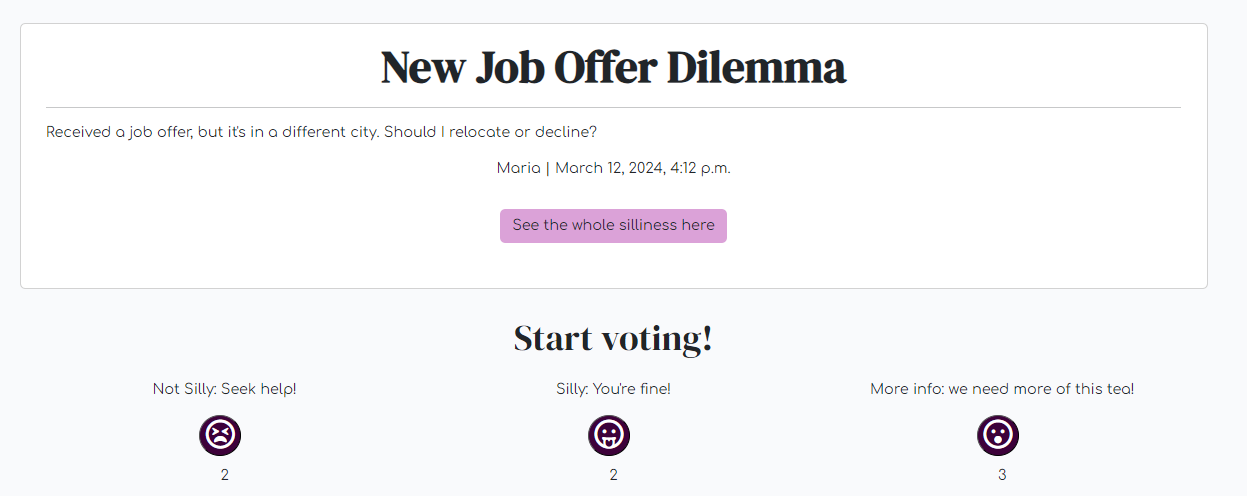 New Job Offer Dilemma
Received a job offer, but it's in a different city. Should I relocate or decline?
Maria | March 12, 2024, 4:12 p.m.
See the whole silliness here
Start voting!
Not Silly: Seek help!
Silly: You're fine!
More info: we need more of this tea!
2
2
3